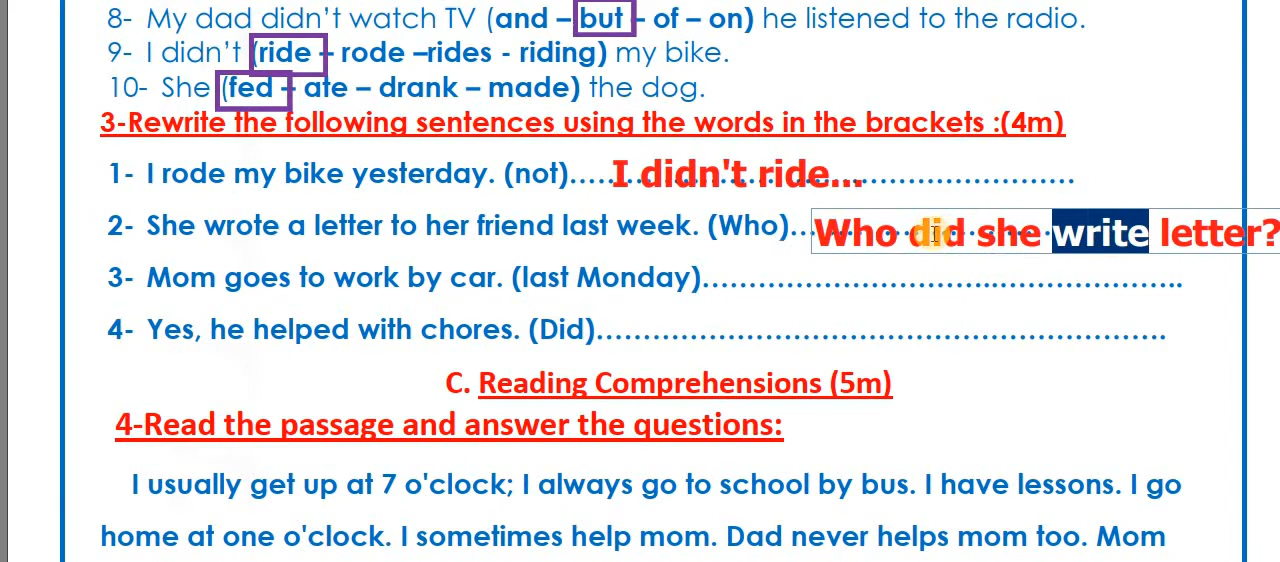 8- My dad didn’t watch TV (and – but – of – on) he listened to the radio.
9- I didn’t (ride – rode –rides - riding) my bike.
10- She (fed – ate – drank – made) the dog.
3-Rewrite the following sentences using the words in the brackets :(4m)
1- I rode my bike yesterday. (not)…… I didn't ride... ……………………
2- She wrote a letter to her friend last week. (Who)… Who did she write letter?
3- Mom goes to work by car. (last Monday)…………………………..…………………..
4- Yes, he helped with chores. (Did)……………………………………………………….
C. Reading Comprehensions (5m)
4-Read the passage and answer the questions:
I usually get up at 7 o'clock; I always go to school by bus. I have lessons. I go
home at one o'clock. I sometimes help mom. Dad never helps mom too. Mom